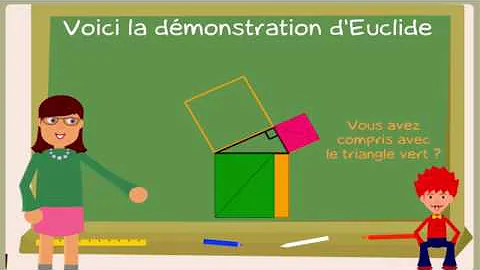 Voici la démonstration d'Euclide
Vous avez
compris avec
le triangle vert ?